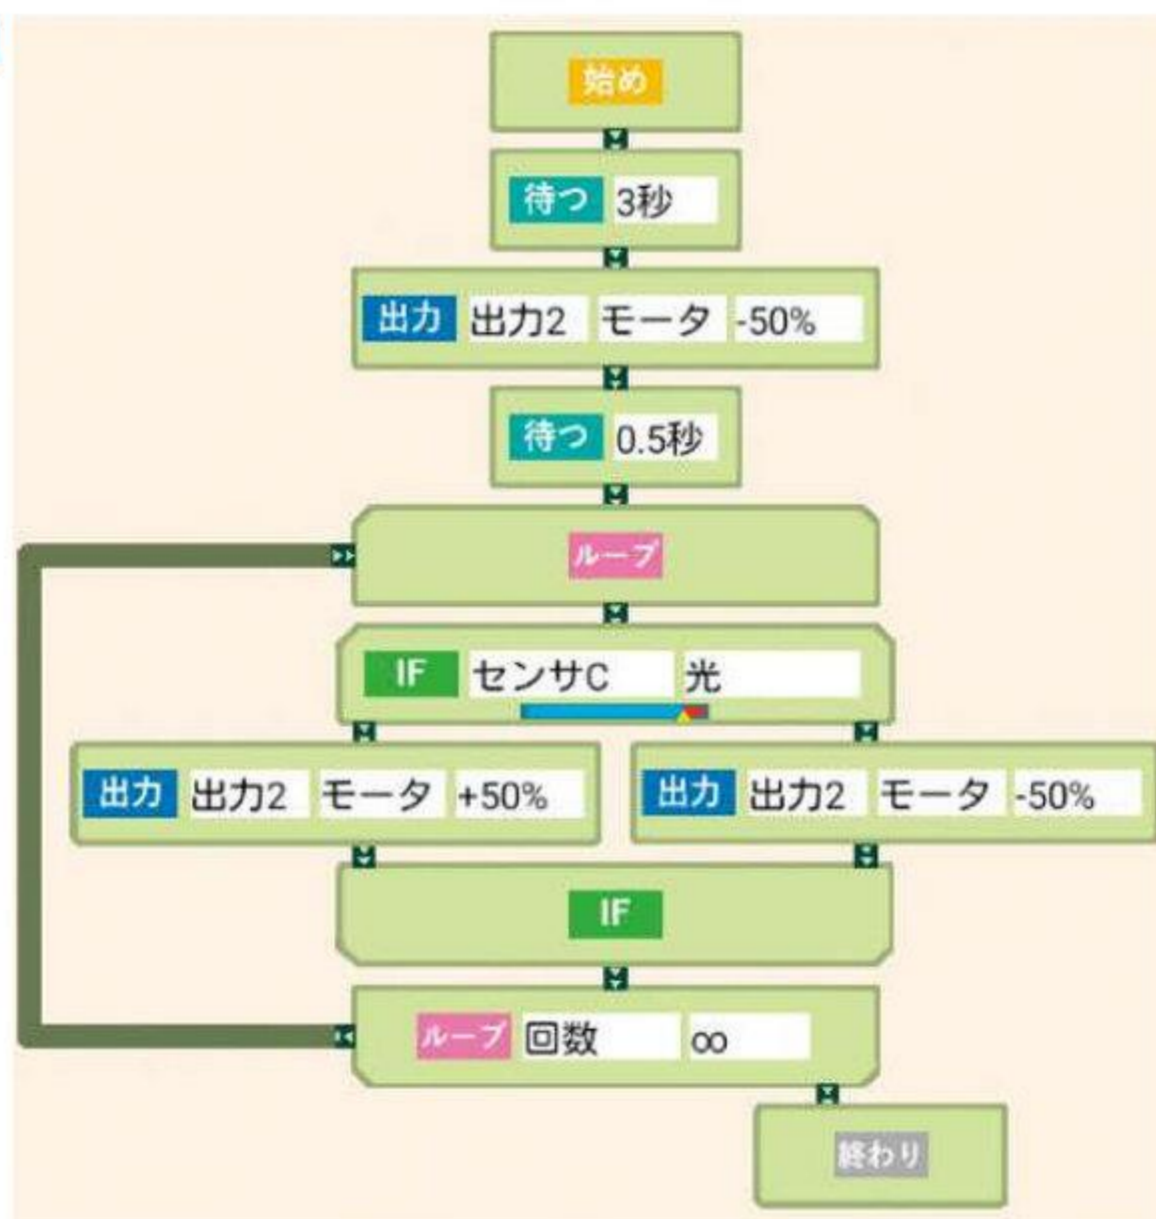 始め
待つ 3秒
出力 出力2 モータ -50%
待つ 0.5秒
ループ
IF センサC 光
出力 出力2 モータ +50%
出力 出力2 モータ -50%
IF
ループ 回数 ∞
終わり